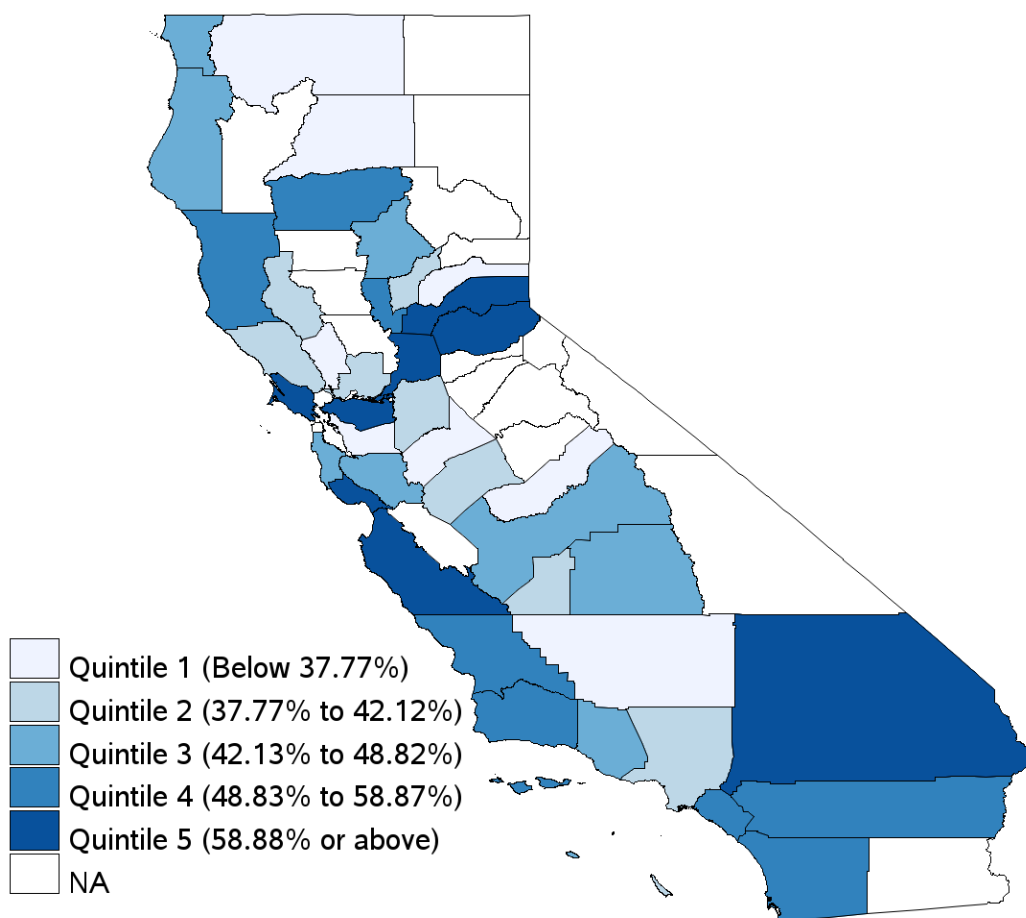 Quintile 1 (Below 37.77%)
Quintile 2 (37.77% to 42.12%)
Quintile 3 (42.13% to 48.82%)
Quintile 4 (48.83% to 58.87%)
Quintile 5 (58.88% or above)
NA